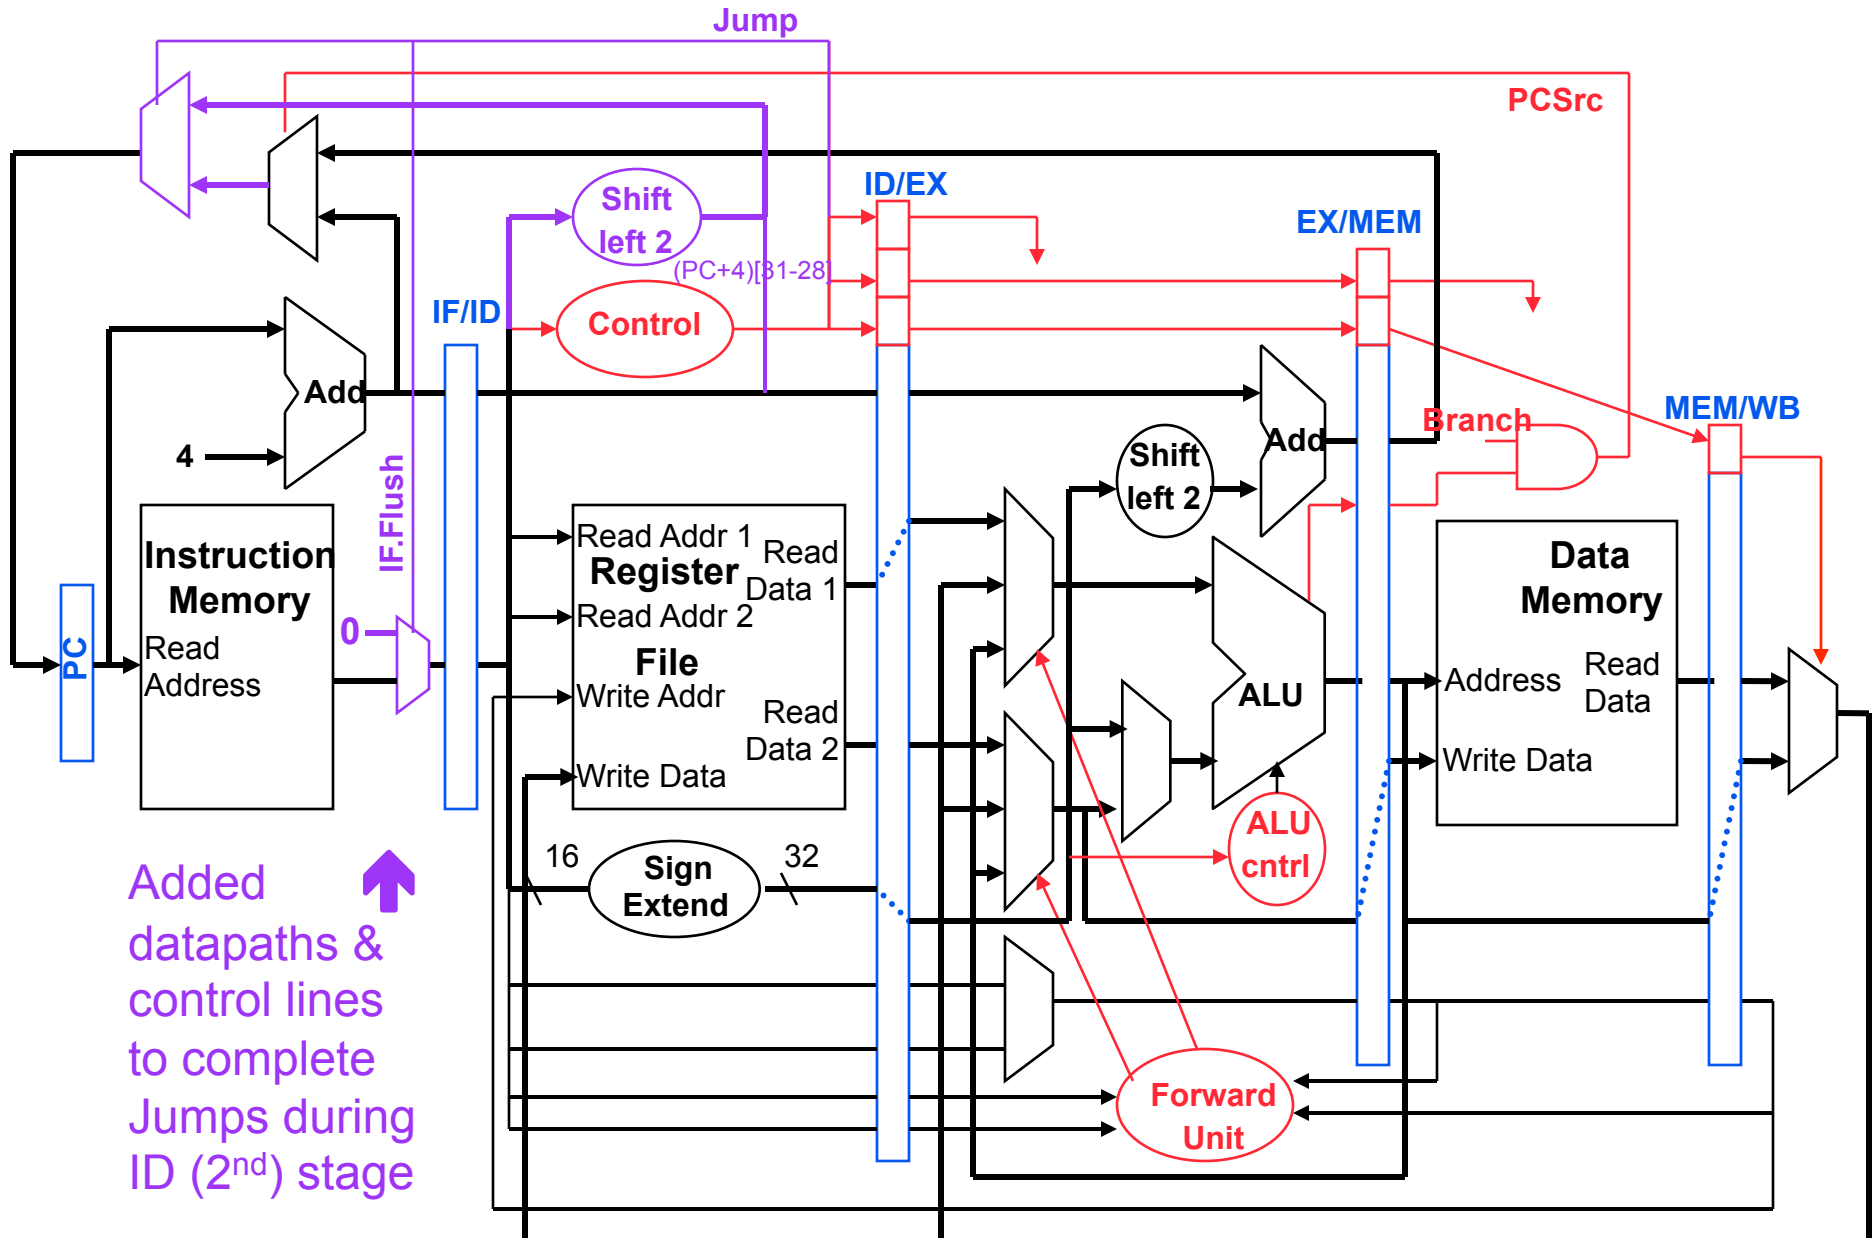 Jump
PCSrc
ID/EX
Shift
left 2
EX/MEM
(PC+4)[31-28]
IF/ID
Control
Add
MEM/WB
Branch
Add
4
Shift
left 2
IF.Flush
Instruction
Memory
Read
Address
PC
0
Read Addr 1
Register
Read Addr 2
File
Write Addr
Write Data
Read
Data 1
Read
Data 2
ALU
Data
Memory
Address
Read
Data
Write Data
ALU
cntrl
16
Sign
Extend
32
Added
datapaths &
control lines
to complete
Jumps during
ID (2nd) stage
Forward
Unit